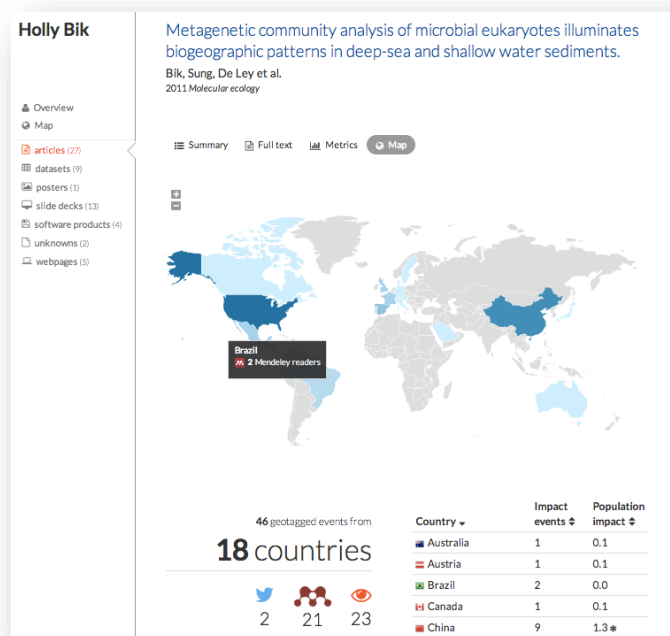 Holly Bik
Overview
Map
articles (27)
datasets (9)
posters (1)
slide decks (13)
software products (4)
unknowns (2)
webpages (5)
Metagenetic community analysis of microbial eukaryotes illuminates
biogeographic patterns in deep-sea and shallow water sediments.
Bik, Sung, De Ley et al.
2011 Molecular ecology
Summary Full text Metrics Map
+
−
Brazil
2 Mendeley readers
46 geotagged events from
18 countries
2 21 23
Country Impact events Population impact
Australia 1 0.1
Austria 1 0.1
Brazil 2 0.0
Canada 1 0.1
China 9 1.3 *